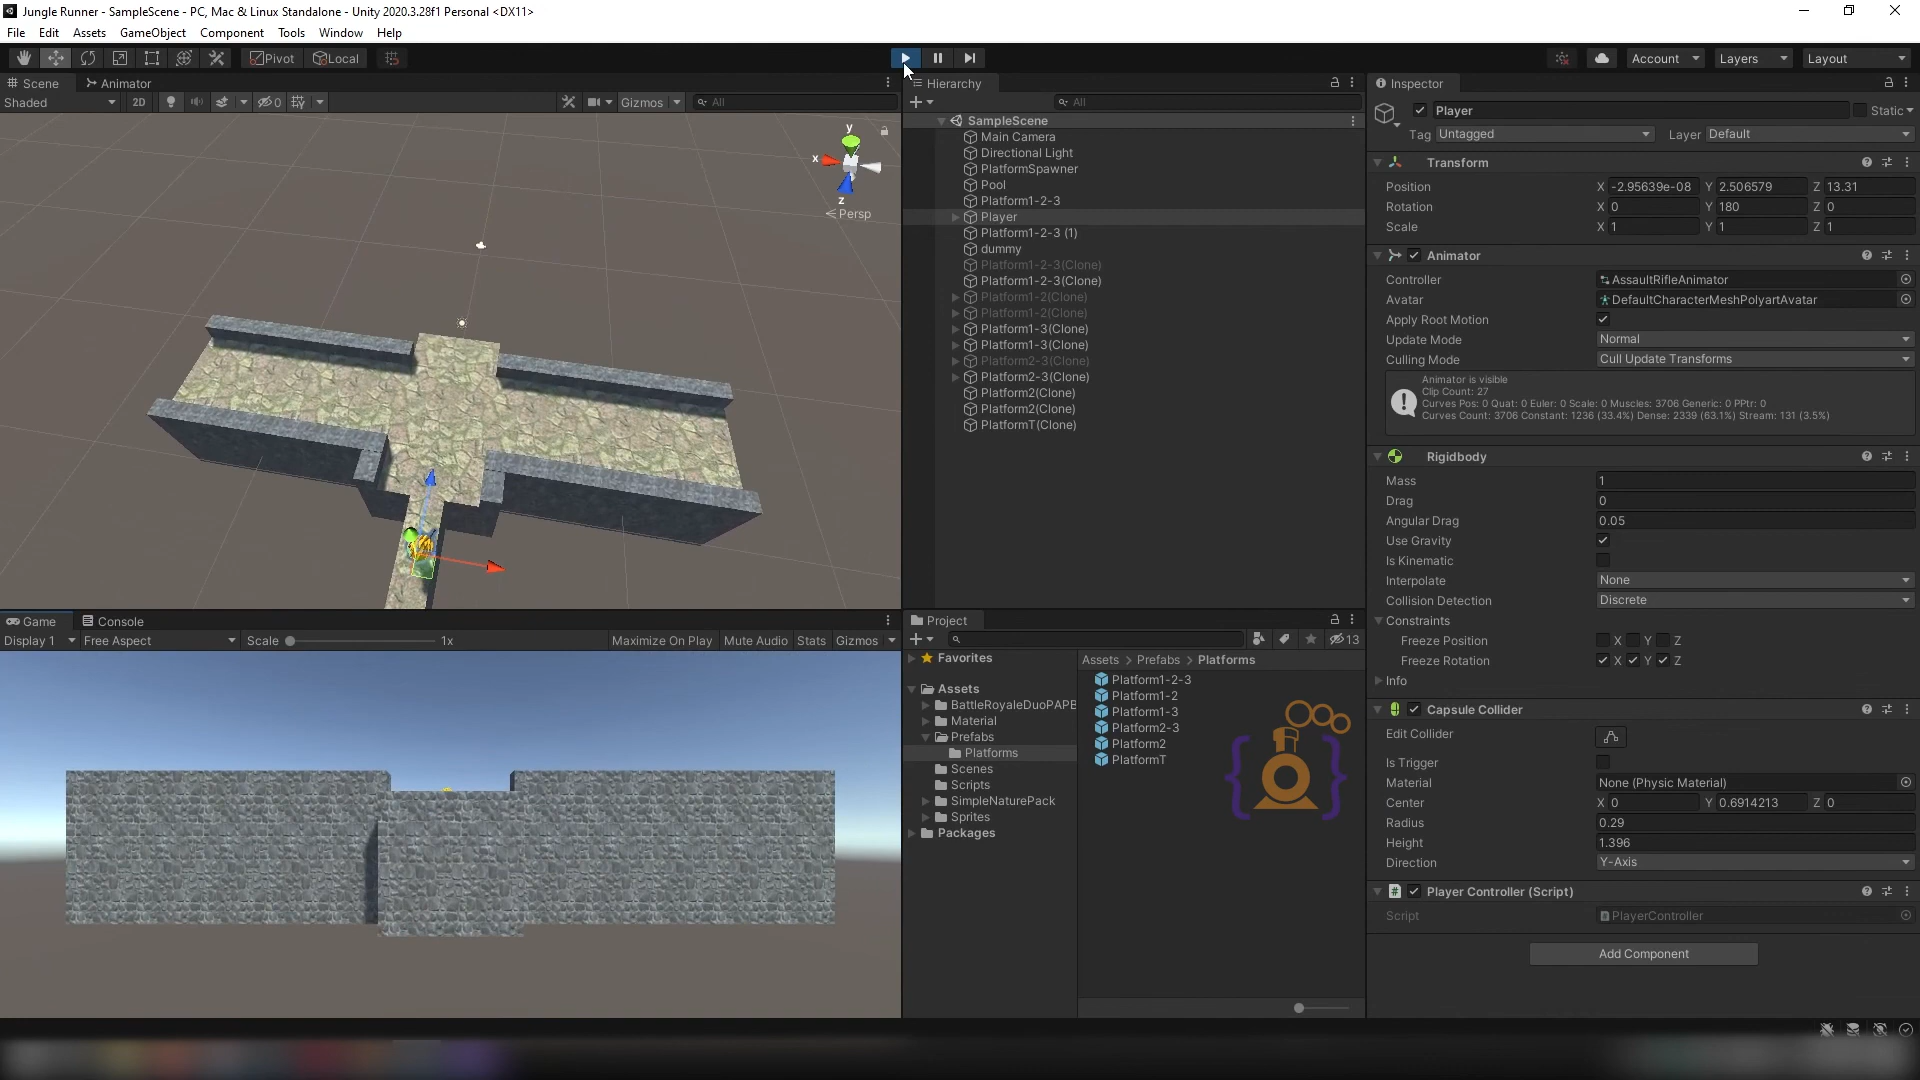 Jungle Runner - SampleScene - PC, Mac & Linux Standalone - Unity 2020.3.28f1 Personal <DX11>
File Edit Assets GameObject Component Tools Window Help
Pivot Local
Account Layers Layout
Scene Animator
Shaded 2D 0 Gizmos All
y
x
z
Persp
Hierarchy
All
SampleScene
Main Camera
Directional Light
PlatformSpawner
Pool
Platform1-2-3
Player
Platform1-2-3 (1)
dummy
Platform1-2-3(Clone)
Platform1-2-3(Clone)
Platform1-2(Clone)
Platform1-2(Clone)
Platform1-3(Clone)
Platform1-3(Clone)
Platform2-3(Clone)
Platform2-3(Clone)
Platform2(Clone)
Platform2(Clone)
PlatformT(Clone)
Inspector
Player Static
Tag Untagged Layer Default
Transform
Position X -2.95639e-08 Y 2.506579 Z 13.31
Rotation X 0 Y 180 Z 0
Scale X 1 Y 1 Z 1
Animator
Controller AssaultRifleAnimator
Avatar DefaultCharacterMeshPolyartAvatar
Apply Root Motion
Update Mode Normal
Culling Mode Cull Update Transforms
Animator is visible
Clip Count: 27
Curves Pos: 0 Quat: 0 Euler: 0 Scale: 0 Muscles: 3706 Generic: 0 PPtr: 0
Curves Count: 3706 Constant: 1236 (33.4%) Dense: 2339 (63.1%) Stream: 131 (3.5%)
Rigidbody
Mass 1
Drag 0
Angular Drag 0.05
Use Gravity
Is Kinematic
Interpolate None
Collision Detection Discrete
Constraints
Freeze Position X Y Z
Freeze Rotation X Y Z
Info
Capsule Collider
Edit Collider
Is Trigger
Material None (Physic Material)
Center X 0 Y 0.6914213 Z 0
Radius 0.29
Height 1.396
Direction Y-Axis
Player Controller (Script)
Script PlayerController
Add Component
Game Console
Display 1 Free Aspect Scale 1x Maximize On Play Mute Audio Stats Gizmos
Project
13
Favorites
Assets
BattleRoyaleDuoPAPB
Material
Prefabs
Platforms
Scenes
Scripts
SimpleNaturePack
Sprites
Packages
Assets > Prefabs > Platforms
Platform1-2-3
Platform1-2
Platform1-3
Platform2-3
Platform2
PlatformT